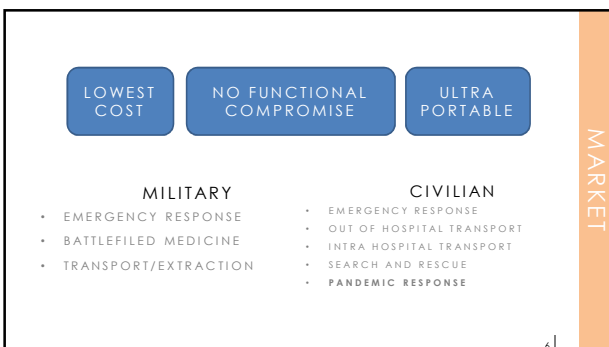 LOWEST
COST
NO FUNCTIONAL
COMPROMISE
ULTRA
PORTABLE
MARKET
MILITARY
• EMERGENCY RESPONSE
• BATTLEFILED MEDICINE
• TRANSPORT/EXTRACTION
CIVILIAN
• EMERGENCY RESPONSE
• OUT OF HOSPITAL TRANSPORT
• INTRA HOSPITAL TRANSPORT
• SEARCH AND RESCUE
• PANDEMIC RESPONSE
6